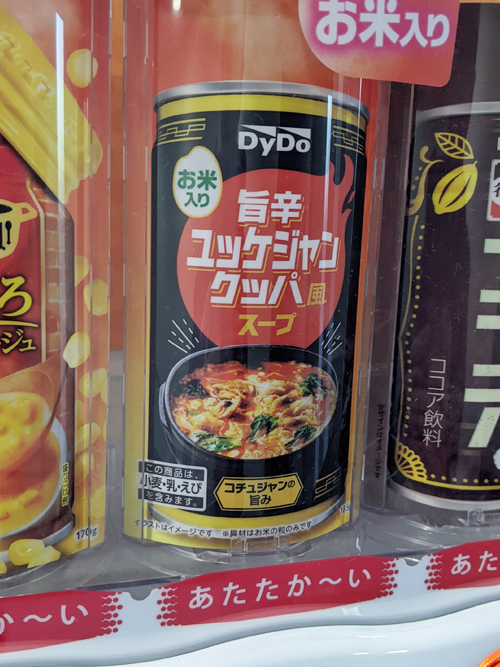 お米入り
DyDo
お米
入り
旨辛
ユッケジャン
クッパ風
スープ
この商品は、
小麦・乳・えび
を含みます。
コチュジャンの
旨み
イラストはイメージです ※具材はお米の粒のみです
ろ
ジュ
170g
ココア飲料
か〜い
あたたか〜い
あた